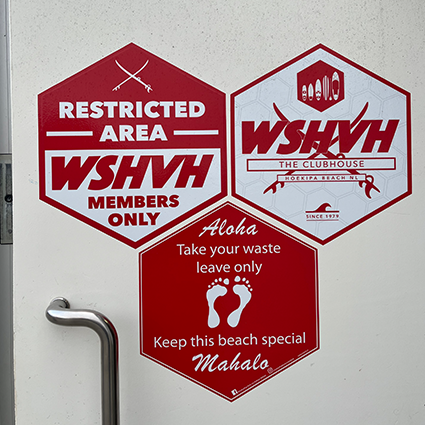 RESTRICTED
AREA
WSHVH
MEMBERS
ONLY
WSHVH
THE CLUBHOUSE
HOEKIPA BEACH NL
SINCE 1979
Aloha
Take your waste
leave only
Keep this beach special
Mahalo